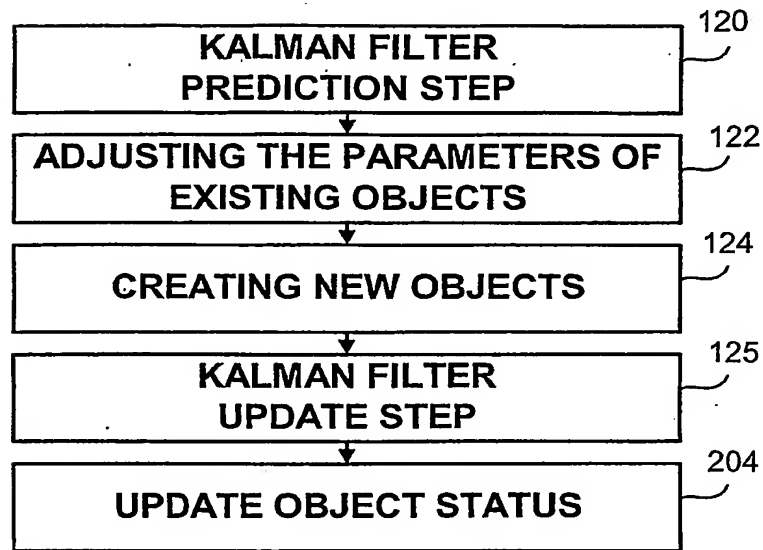 KALMAN FILTER
PREDICTION STEP
120
ADJUSTING THE PARAMETERS OF
EXISTING OBJECTS
122
CREATING NEW OBJECTS
124
KALMAN FILTER
UPDATE STEP
125
UPDATE OBJECT STATUS
204